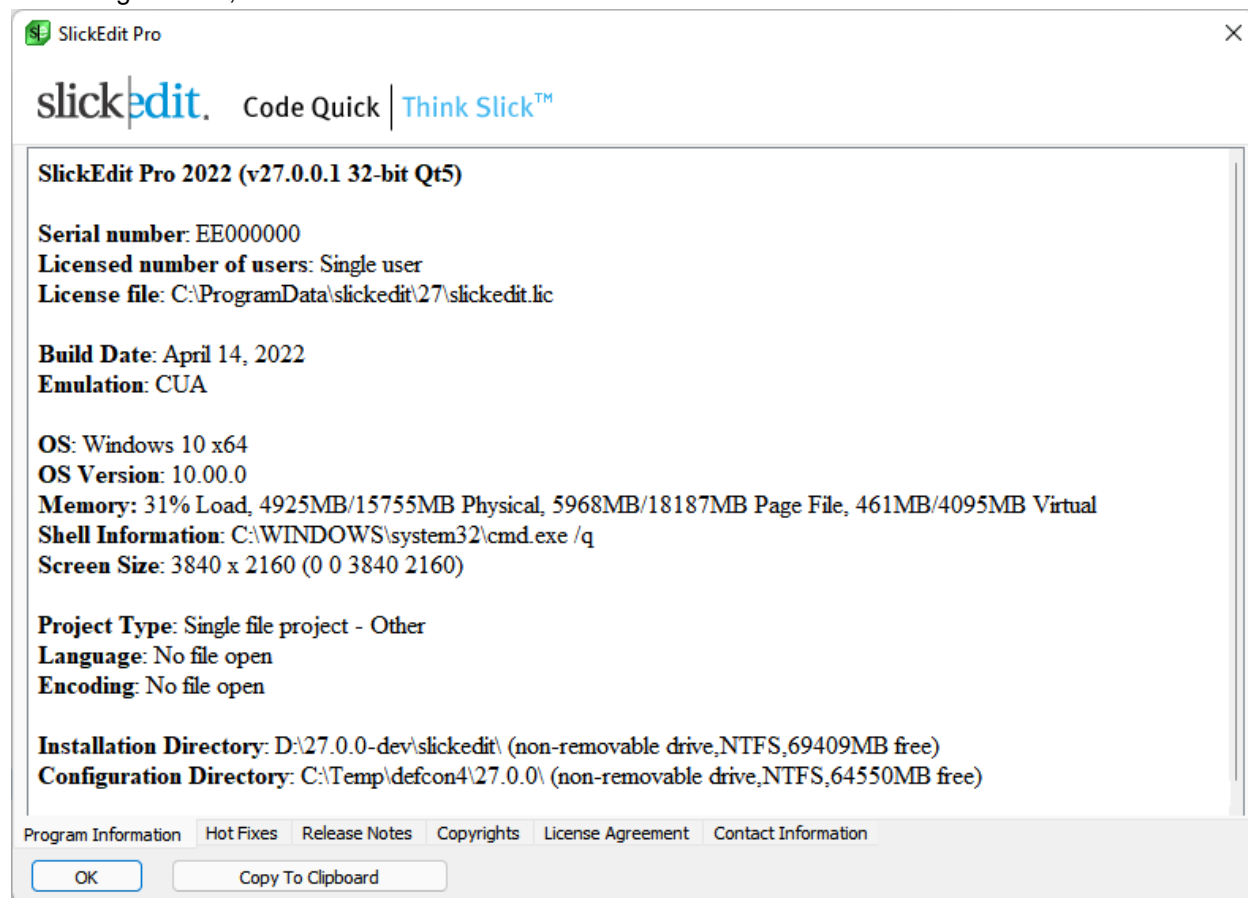 SlickEdit Pro
slickedit. Code Quick | Think Slick™
SlickEdit Pro 2022 (v27.0.0.1 32-bit Qt5)
Serial number: EE000000
Licensed number of users: Single user
License file: C:\ProgramData\slickedit\27\slickedit.lic
Build Date: April 14, 2022
Emulation: CUA
OS: Windows 10 x64
OS Version: 10.00.0
Memory: 31% Load, 4925MB/15755MB Physical, 5968MB/18187MB Page File, 461MB/4095MB Virtual
Shell Information: C:\WINDOWS\system32\cmd.exe /q
Screen Size: 3840 x 2160 (0 0 3840 2160)
Project Type: Single file project - Other
Language: No file open
Encoding: No file open
Installation Directory: D:\27.0.0-dev\slickedit\ (non-removable drive,NTFS,69409MB free)
Configuration Directory: C:\Temp\defcon4\27.0.0\ (non-removable drive,NTFS,64550MB free)
Program Information Hot Fixes Release Notes Copyrights License Agreement Contact Information
OK Copy To Clipboard